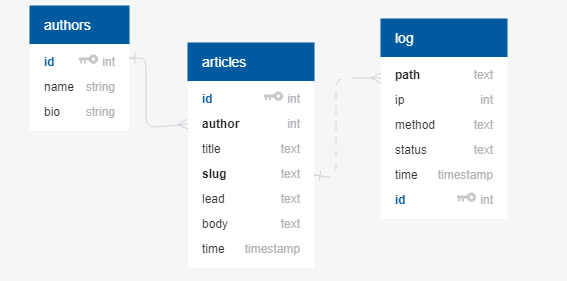 authors
id int
name string
bio string
articles
id int
author int
title text
slug text
lead text
body text
time timestamp
log
path text
ip int
method text
status text
time timestamp
id int